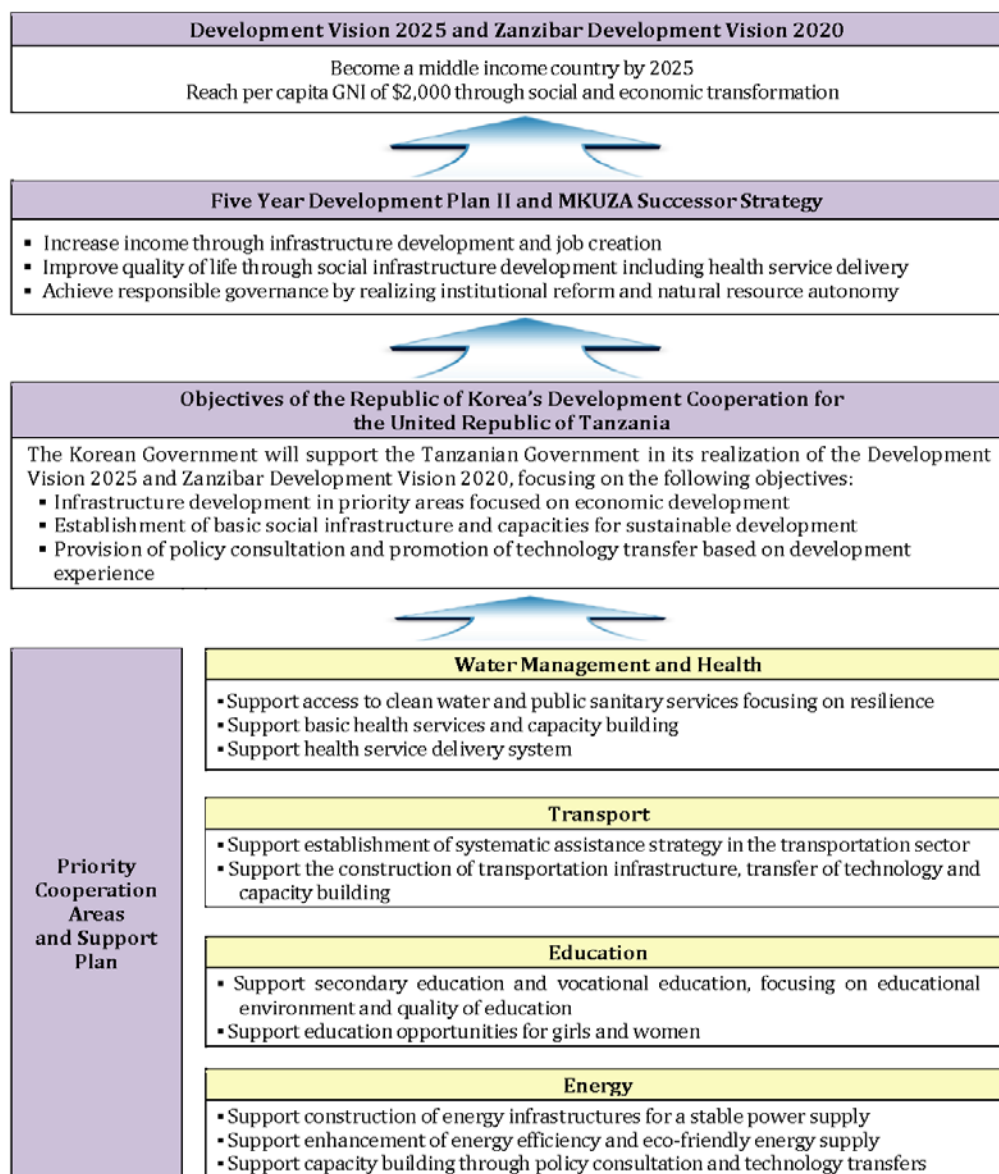 Development Vision 2025 and Zanzibar Development Vision 2020
Become a middle income country by 2025
Reach per capita GNI of $2,000 through social and economic transformation
Five Year Development Plan II and MKUZA Successor Strategy
▪ Increase income through infrastructure development and job creation
▪ Improve quality of life through social infrastructure development including health service delivery
▪ Achieve responsible governance by realizing institutional reform and natural resource autonomy
Objectives of the Republic of Korea's Development Cooperation for
the United Republic of Tanzania
The Korean Government will support the Tanzanian Government in its realization of the Development
Vision 2025 and Zanzibar Development Vision 2020, focusing on the following objectives:
▪ Infrastructure development in priority areas focused on economic development
▪ Establishment of basic social infrastructure and capacities for sustainable development
▪ Provision of policy consultation and promotion of technology transfer based on development
experience
Priority
Cooperation
Areas
and Support
Plan
Water Management and Health
▪ Support access to clean water and public sanitary services focusing on resilience
▪ Support basic health services and capacity building
▪ Support health service delivery system
Transport
▪ Support establishment of systematic assistance strategy in the transportation sector
▪ Support the construction of transportation infrastructure, transfer of technology and
capacity building
Education
▪ Support secondary education and vocational education, focusing on educational
environment and quality of education
▪ Support education opportunities for girls and women
Energy
▪ Support construction of energy infrastructures for a stable power supply
▪ Support enhancement of energy efficiency and eco-friendly energy supply
▪ Support capacity building through policy consultation and technology transfers